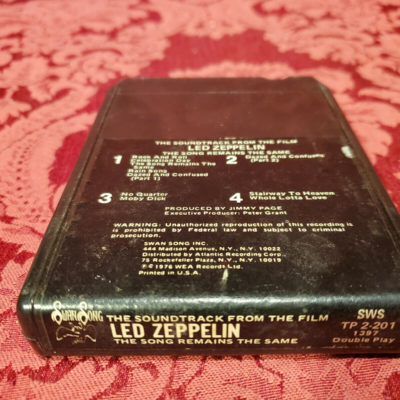 THE SOUNDTRACK FROM THE FILM
LED ZEPPELIN
THE SONG REMAINS THE SAME
1 Rock And Roll
Celebration Day
The Song Remains The
Same
Rain Song
Dazed And Confused
(Part 1)
2 Dazed And Confused
(Part 2)
3 No Quarter
Moby Dick
4 Stairway To Heaven
Whole Lotta Love
PRODUCED BY JIMMY PAGE
Executive Producer: Peter Grant
WARNING: Unauthorized reproduction of this recording is
prohibited by Federal law and subject to criminal
prosecution.
SWAN SONG INC.
444 Madison Avenue, N.Y., N.Y. 10022
Distributed by Atlantic Recording Corp.
75 Rockefeller Plaza, N.Y., N.Y. 10019
℗ © 1976 WEA Records Ltd.
Printed in U.S.A.
SWAN SONG
THE SOUNDTRACK FROM THE FILM
LED ZEPPELIN
THE SONG REMAINS THE SAME
SWS
TP 2-201
1397
Double Play